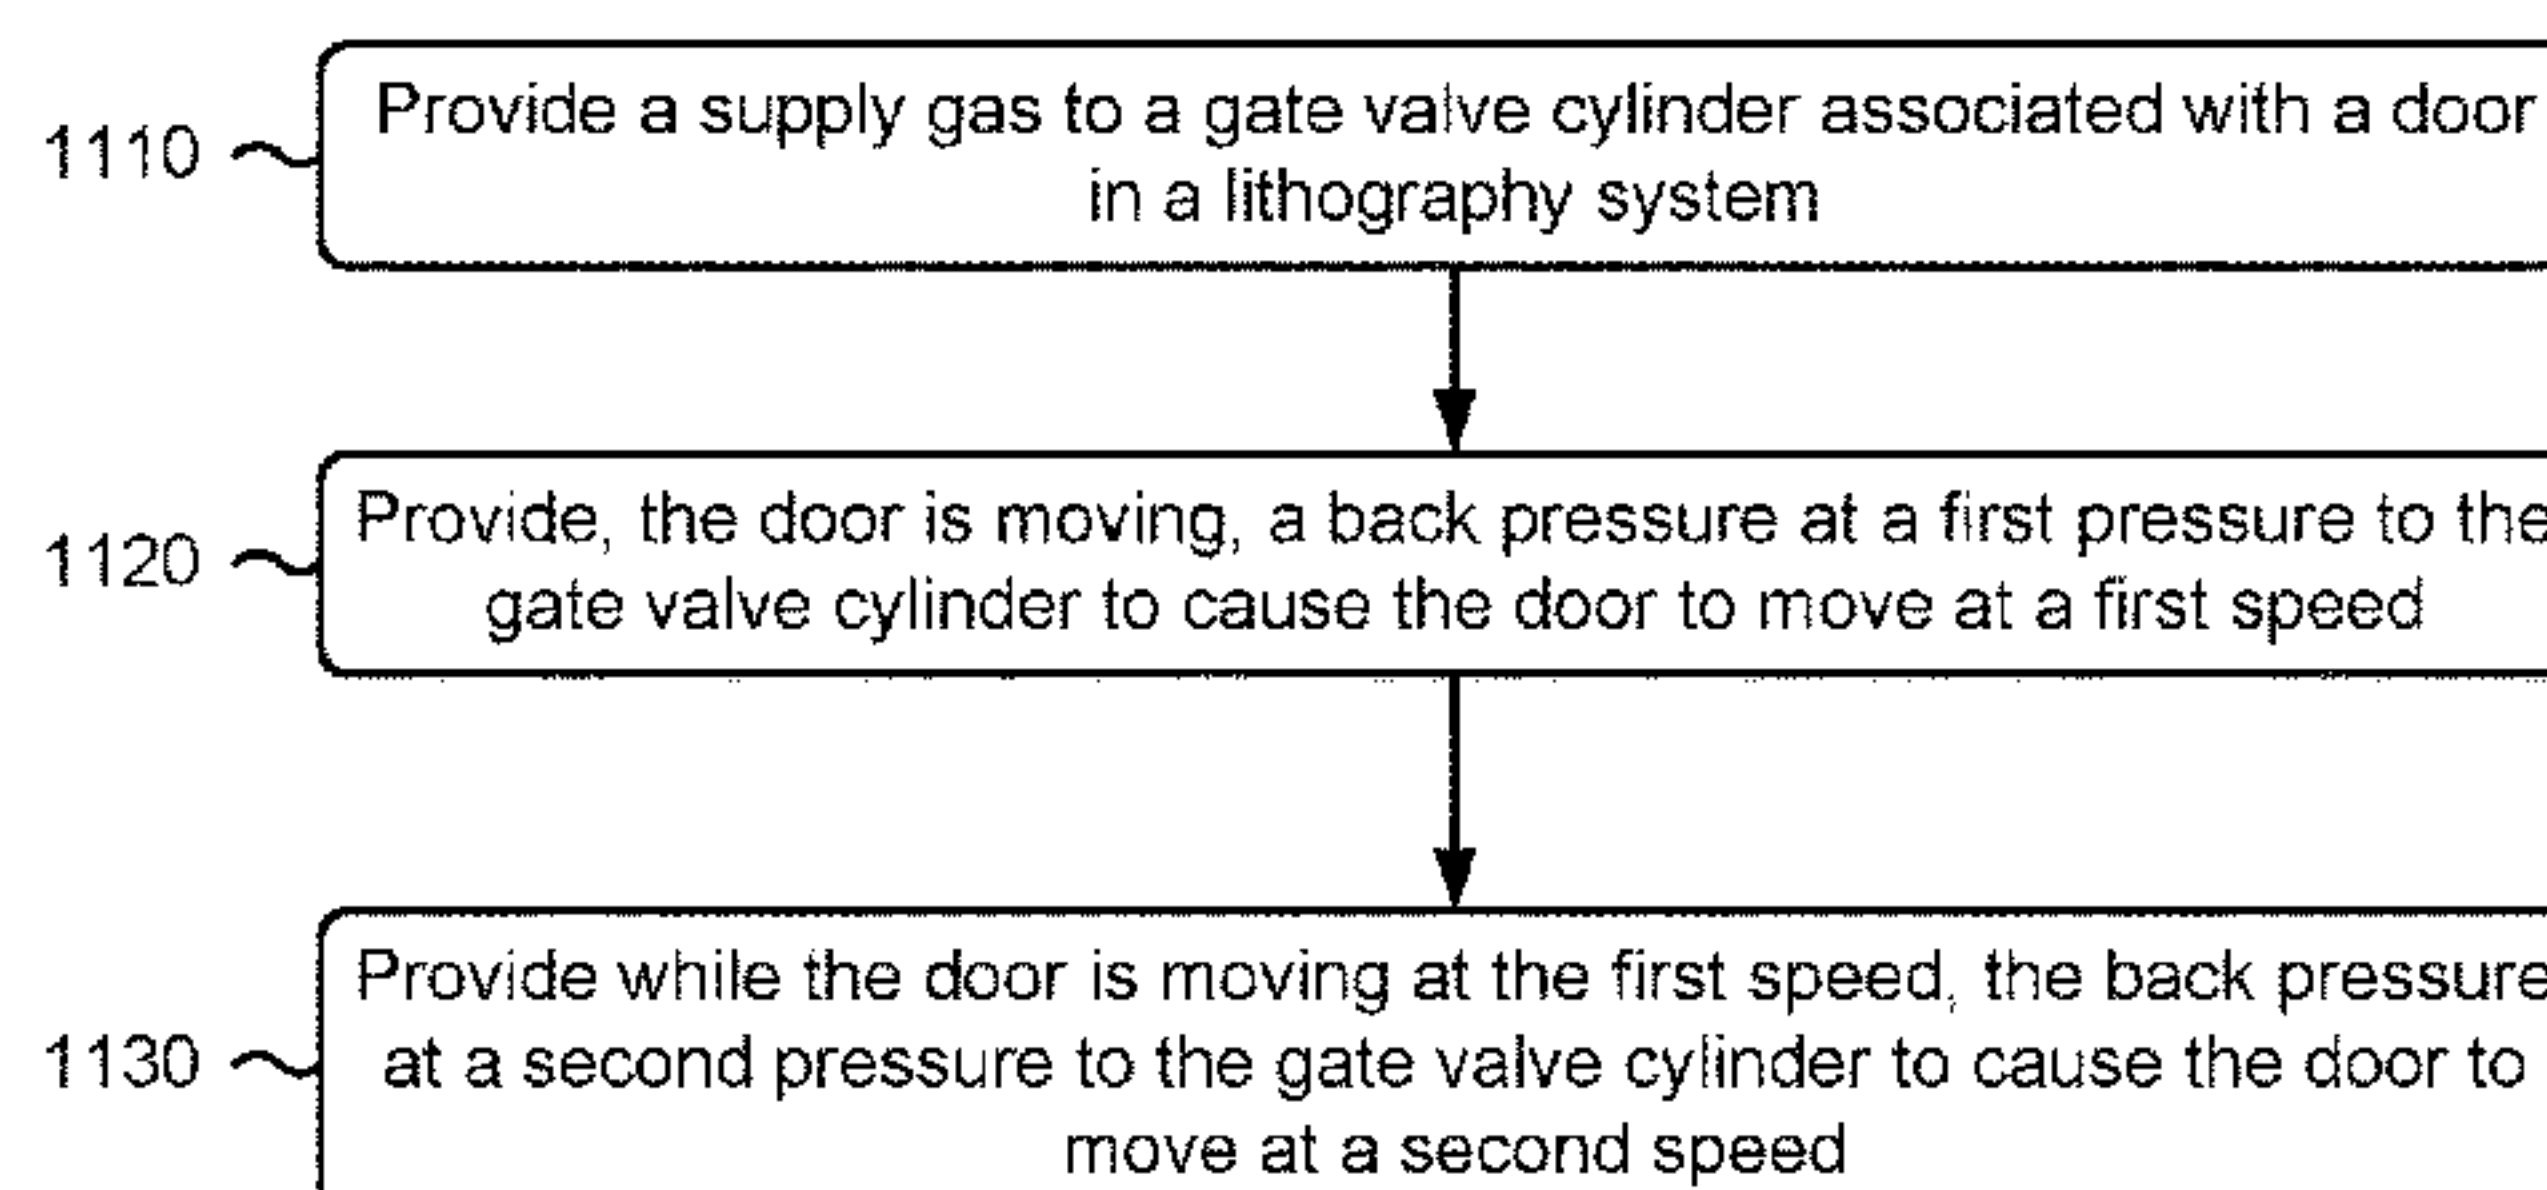 1110
Provide a supply gas to a gate valve cylinder associated with a door
in a lithography system
1120
Provide, the door is moving, a back pressure at a first pressure to the
gate valve cylinder to cause the door to move at a first speed
1130
Provide while the door is moving at the first speed, the back pressure
at a second pressure to the gate valve cylinder to cause the door to
move at a second speed